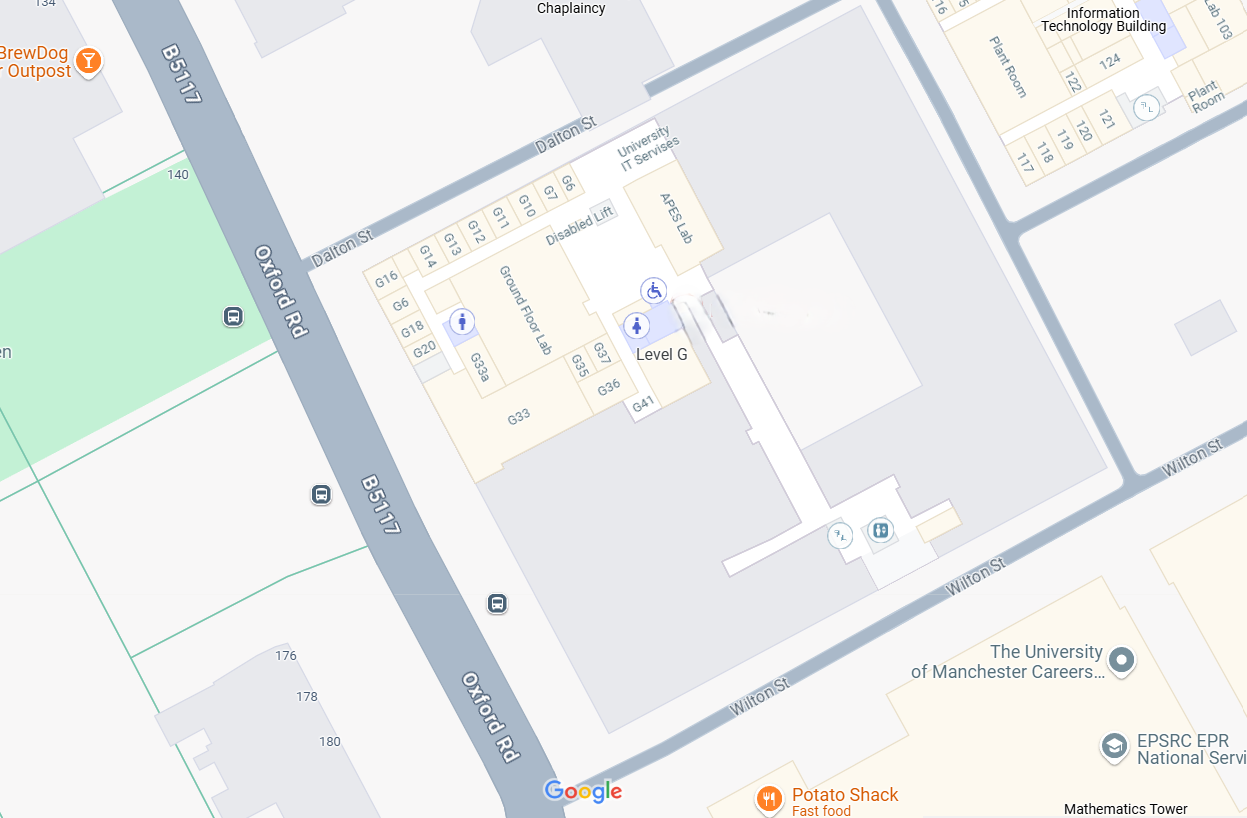 134
Chaplaincy
Information
Technology Building
116
5
Lab 103
Plant Room
124
122
Plant
Room
121
120
119
118
117
BrewDog
r Outpost
B5117
Dalton St
University
IT Servises
140
G6
G7
G10
G11
G12
G13
G14
G16
Disabled Lift
APES Lab
Dalton St
Oxford Rd
G6
G18
G20
Ground Floor Lab
G33a
G37
G35
G36
Level G
G41
G33
en
B5117
Wilton St
Wilton St
176
178
180
Oxford Rd
Wilton St
The University
of Manchester Careers...
EPSRC EPR
National Servi
Google
Potato Shack
Fast food
Mathematics Tower